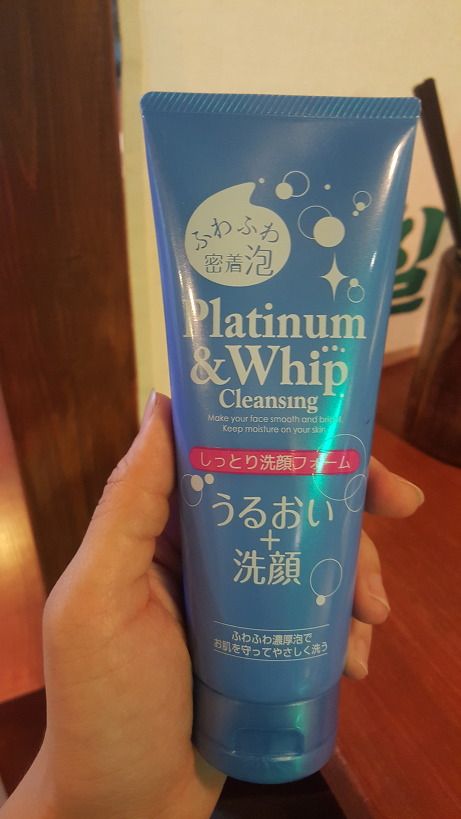 ふわふわ
密着泡
Platinum
&Whip
Cleansing
Make your face smooth and bright.
Keep moisture on your skin.
しっとり洗顔フォーム
うるおい
+
洗顔
ふわふわ濃厚泡で
お肌を守ってやさしく洗う